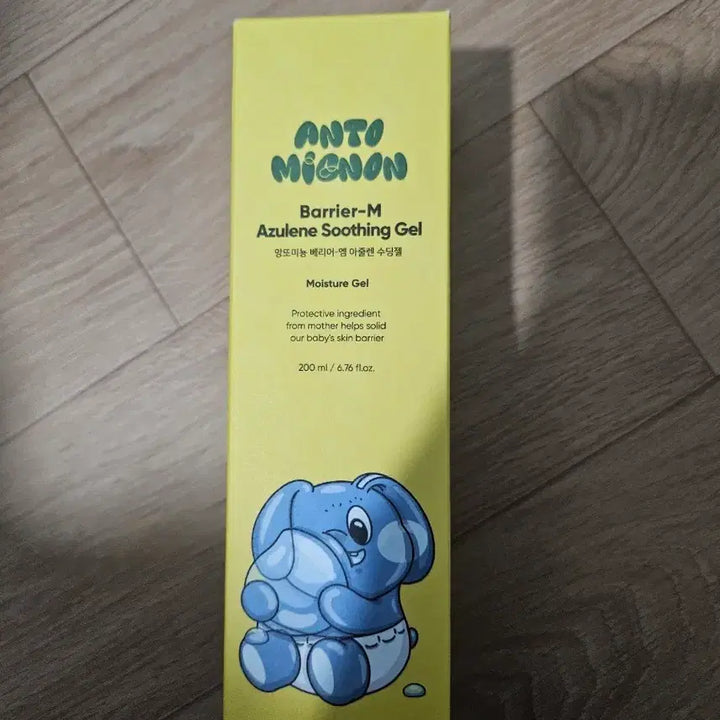 ANTO
MIGNON
Barrier-M
Azulene Soothing Gel
앙또미뇽 베리어-엠 아줄렌 수딩젤
Moisture Gel
Protective ingredient
from mother helps solid
our baby's skin barrier
200 ml / 6.76 fl.oz.